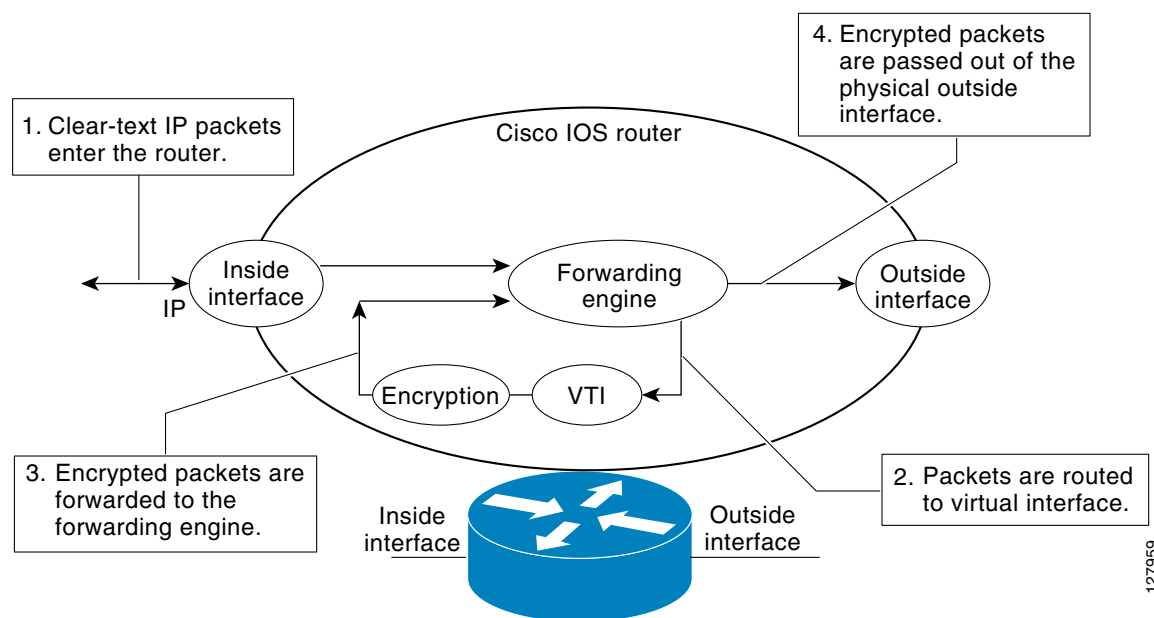 4. Encrypted packets
are passed out of the
physical outside
interface.
1. Clear-text IP packets
enter the router.
Cisco IOS router
Inside
interface
Forwarding
engine
Outside
interface
IP
Encryption
VTI
3. Encrypted packets are
forwarded to the
forwarding engine.
2. Packets are routed
to virtual interface.
Inside
interface
Outside
interface
127959